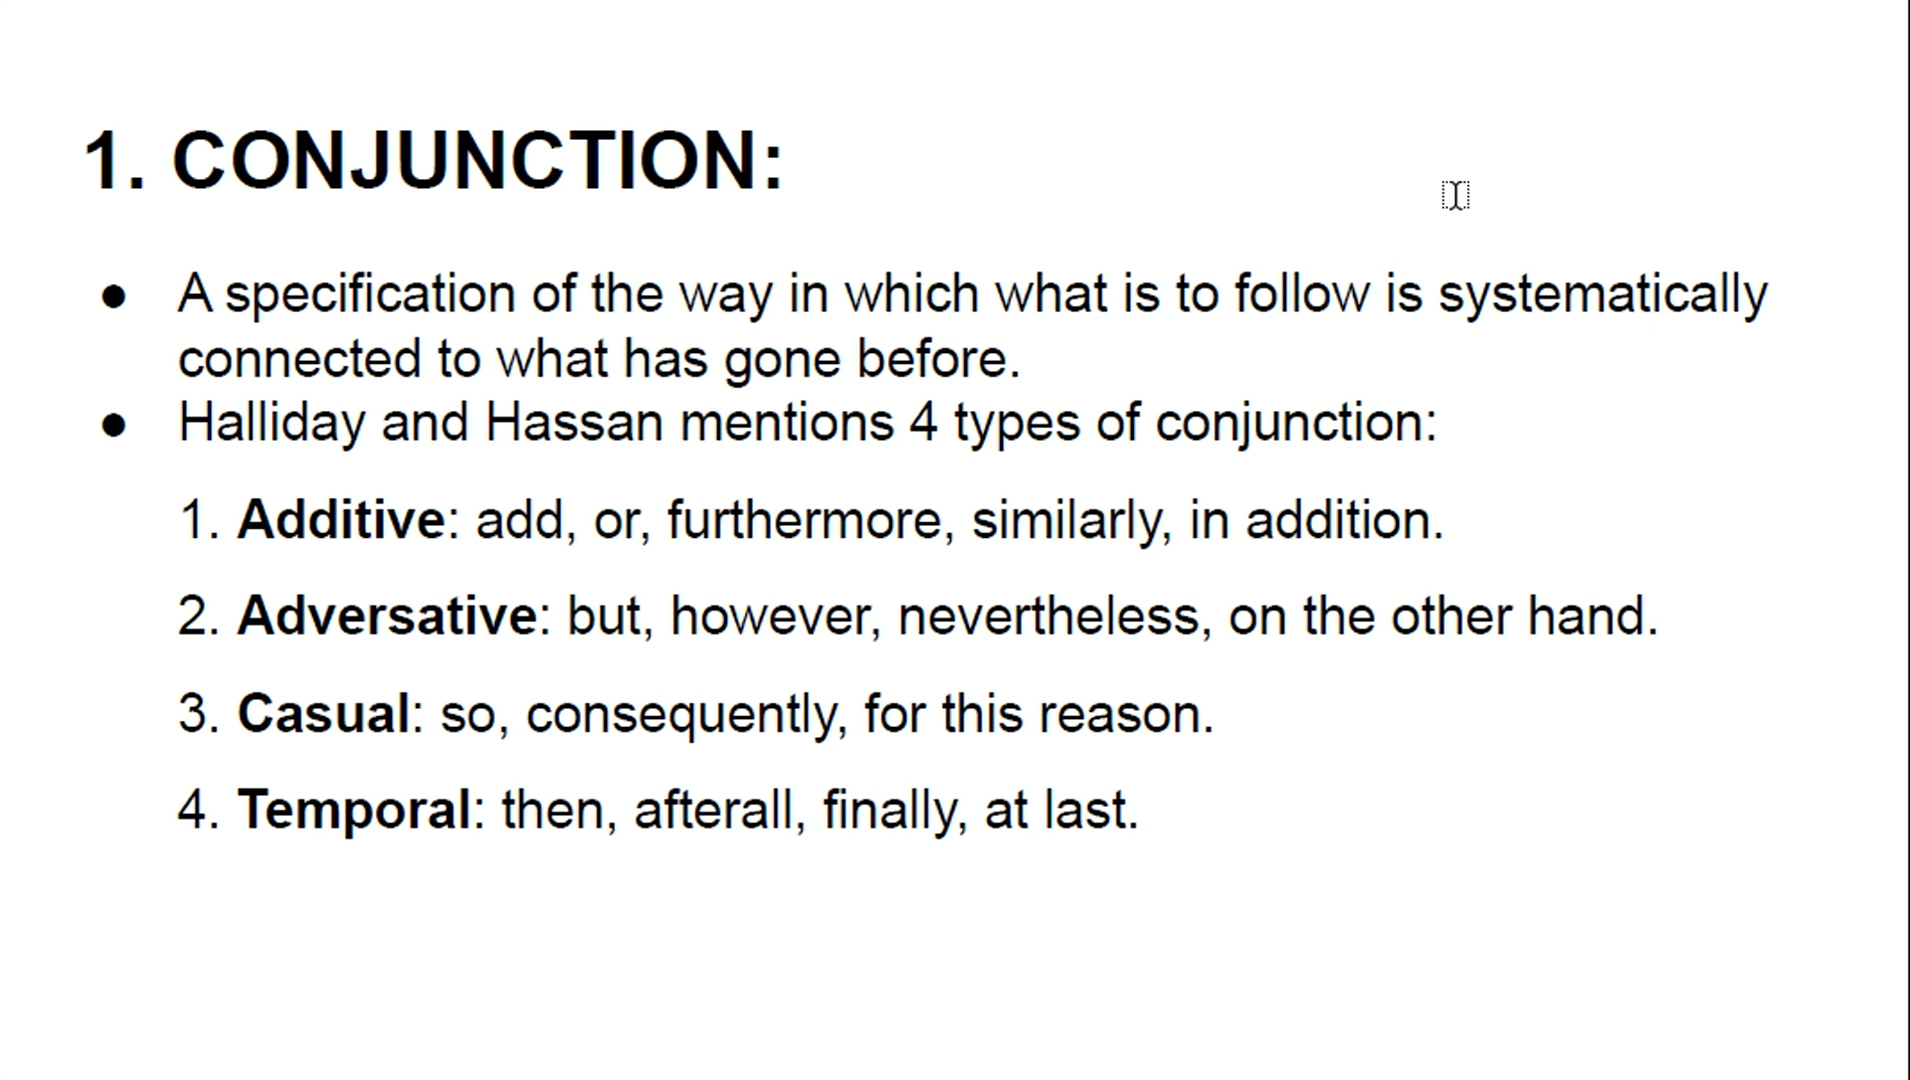 1. CONJUNCTION:
● A specification of the way in which what is to follow is systematically
connected to what has gone before.
● Halliday and Hassan mentions 4 types of conjunction:
1. Additive: add, or, furthermore, similarly, in addition.
2. Adversative: but, however, nevertheless, on the other hand.
3. Casual: so, consequently, for this reason.
4. Temporal: then, afterall, finally, at last.